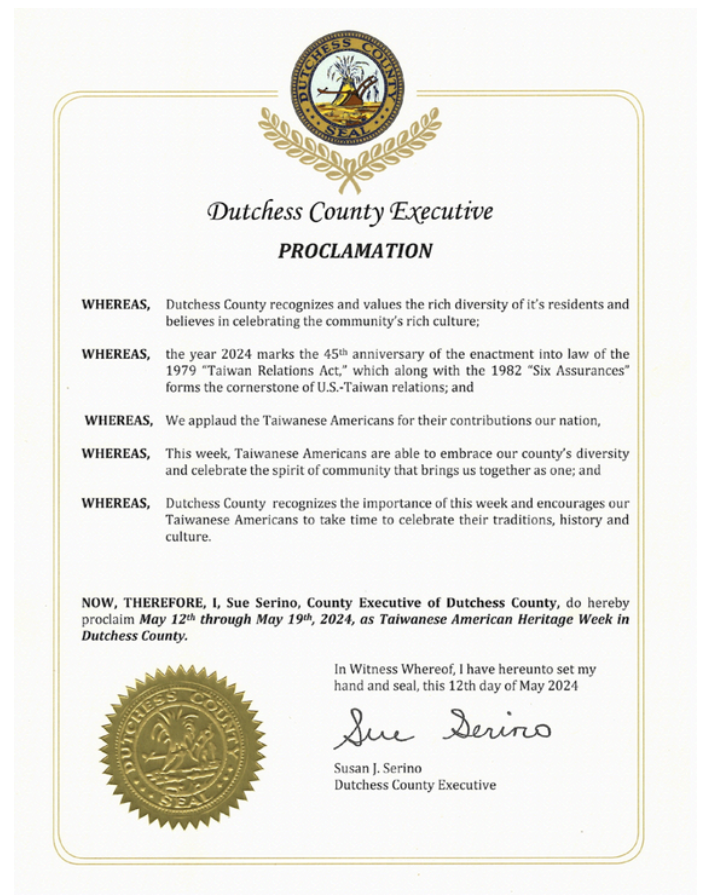 DUTCHESS COUNTY
SEAL
Dutchess County Executive
PROCLAMATION
WHEREAS, Dutchess County recognizes and values the rich diversity of it's residents and
believes in celebrating the community's rich culture;
WHEREAS, the year 2024 marks the 45th anniversary of the enactment into law of the
1979 "Taiwan Relations Act," which along with the 1982 "Six Assurances"
forms the cornerstone of U.S.-Taiwan relations; and
WHEREAS, We applaud the Taiwanese Americans for their contributions our nation,
WHEREAS, This week, Taiwanese Americans are able to embrace our county's diversity
and celebrate the spirit of community that brings us together as one; and
WHEREAS, Dutchess County recognizes the importance of this week and encourages our
Taiwanese Americans to take time to celebrate their traditions, history and
culture.
NOW, THEREFORE, I, Sue Serino, County Executive of Dutchess County, do hereby
proclaim May 12th through May 19th, 2024, as Taiwanese American Heritage Week in
Dutchess County.
In Witness Whereof, I have hereunto set my
hand and seal, this 12th day of May 2024
Sue Serino
Susan J. Serino
Dutchess County Executive
DUTCHESS COUNTY
SEAL